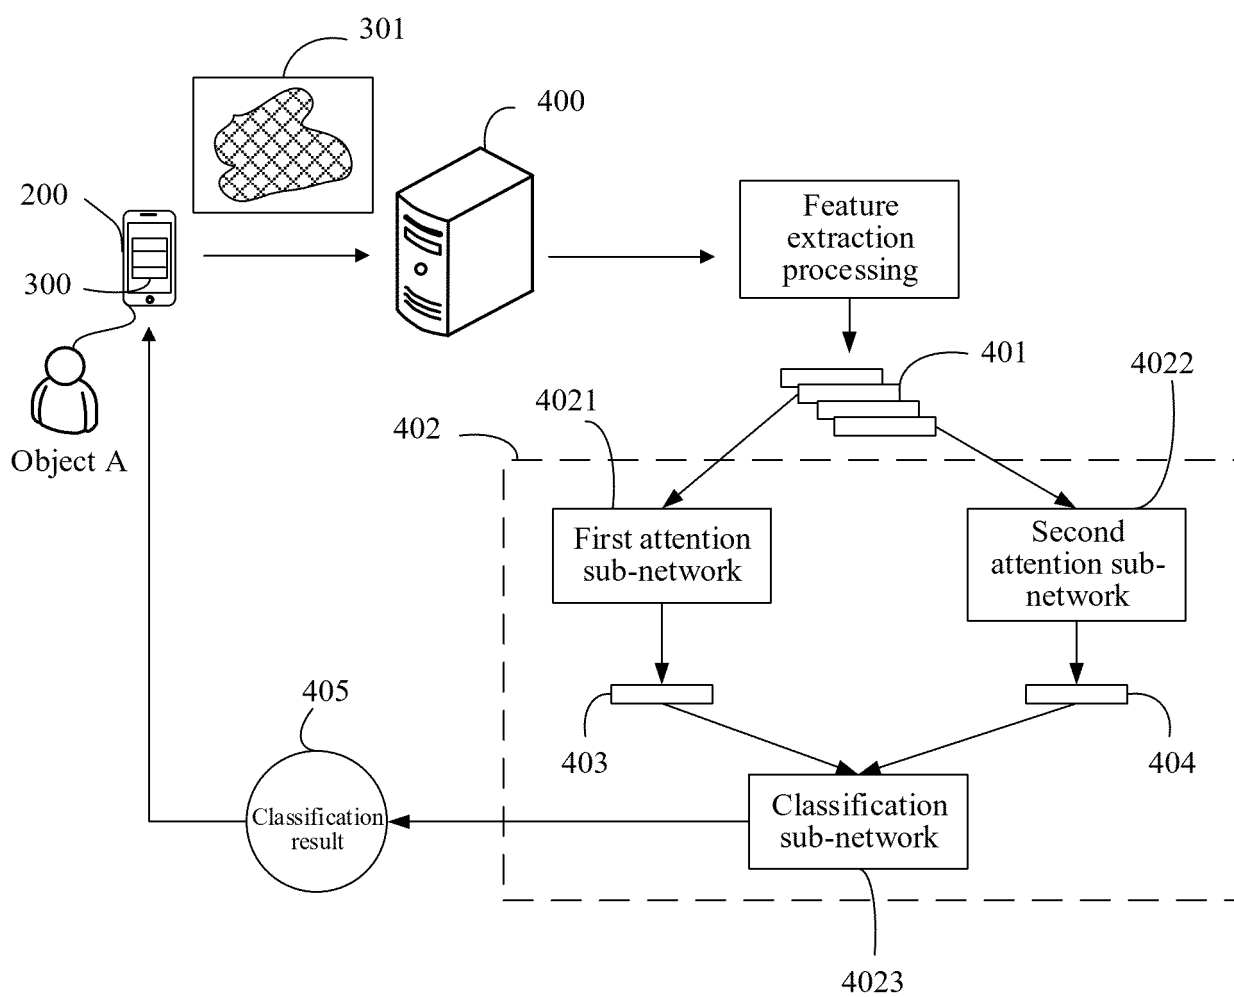 301
400
200
300
Object A
Feature
extraction
processing
401
4022
4021
402
First attention
sub-network
Second
attention sub-
network
403
404
405
Classification
result
Classification
sub-network
4023